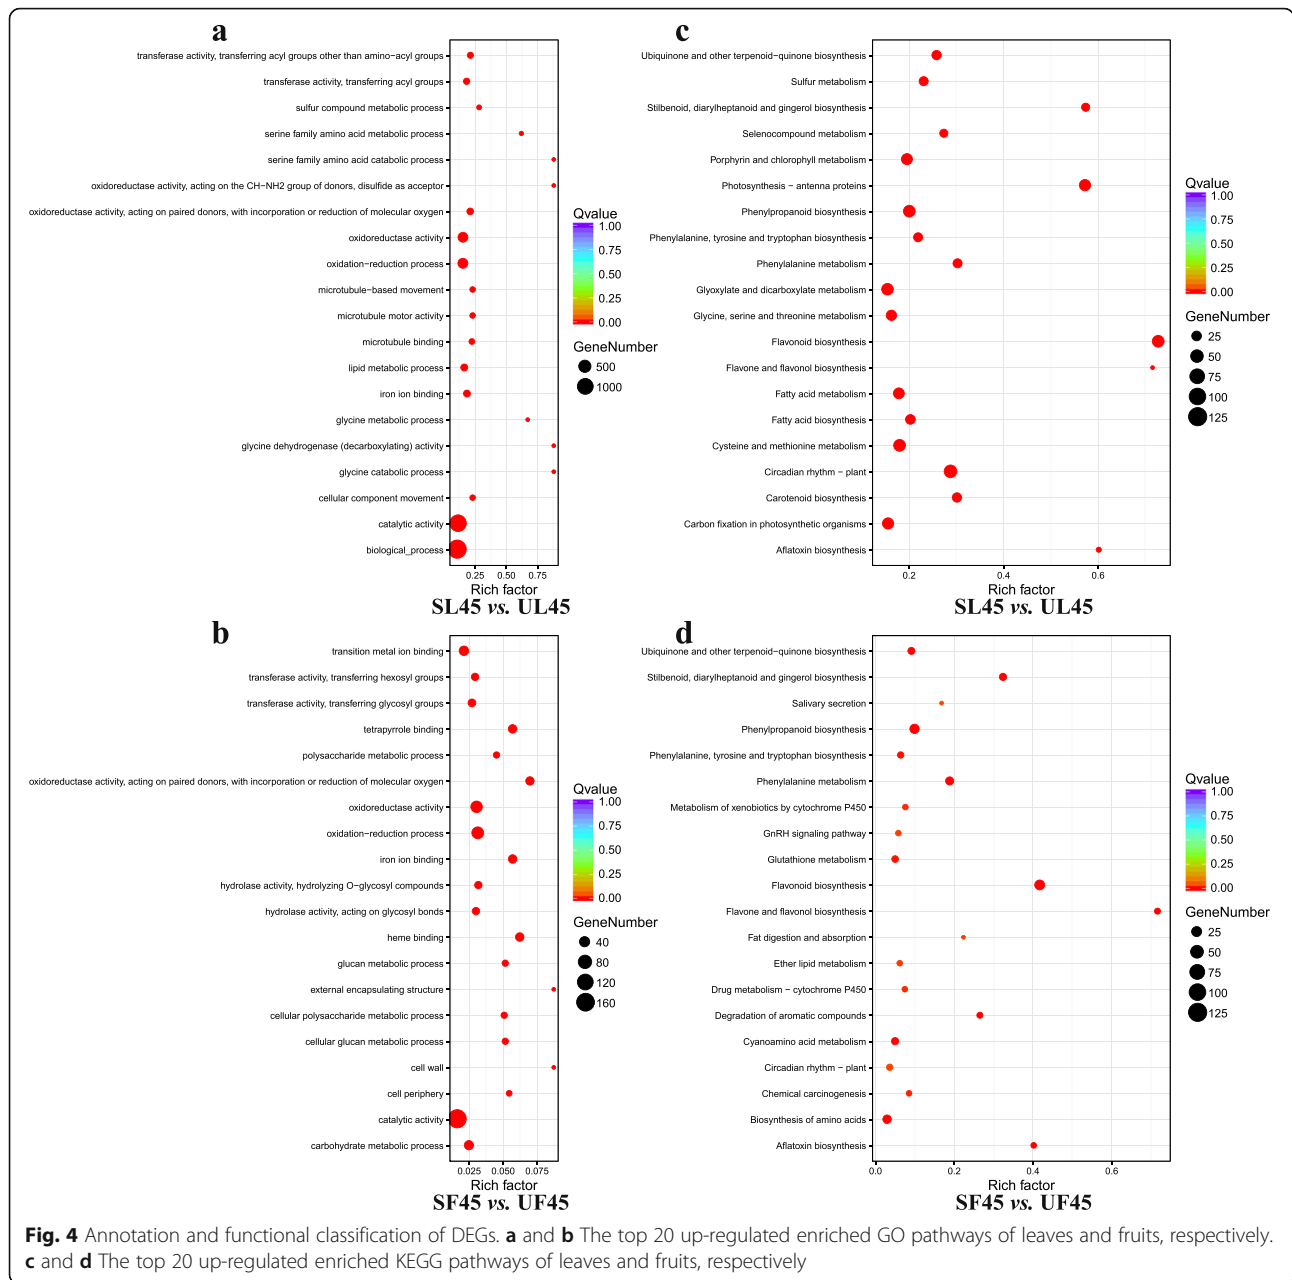 a
transferase activity, transferring acyl groups other than amino−acyl groups
transferase activity, transferring acyl groups
sulfur compound metabolic process
serine family amino acid metabolic process
serine family amino acid catabolic process
oxidoreductase activity, acting on the CH−NH2 group of donors, disulfide as acceptor
oxidoreductase activity, acting on paired donors, with incorporation or reduction of molecular oxygen
oxidoreductase activity
oxidation−reduction process
microtubule−based movement
microtubule motor activity
microtubule binding
lipid metabolic process
iron ion binding
glycine metabolic process
glycine dehydrogenase (decarboxylating) activity
glycine catabolic process
cellular component movement
catalytic activity
biological_process
0.25 0.50 0.75
Rich factor
SL45 vs. UL45
Qvalue
1.00
0.75
0.50
0.25
0.00
GeneNumber
500
1000
c
Ubiquinone and other terpenoid−quinone biosynthesis
Sulfur metabolism
Stilbenoid, diarylheptanoid and gingerol biosynthesis
Selenocompound metabolism
Porphyrin and chlorophyll metabolism
Photosynthesis − antenna proteins
Phenylpropanoid biosynthesis
Phenylalanine, tyrosine and tryptophan biosynthesis
Phenylalanine metabolism
Glyoxylate and dicarboxylate metabolism
Glycine, serine and threonine metabolism
Flavonoid biosynthesis
Flavone and flavonol biosynthesis
Fatty acid metabolism
Fatty acid biosynthesis
Cysteine and methionine metabolism
Circadian rhythm − plant
Carotenoid biosynthesis
Carbon fixation in photosynthetic organisms
Aflatoxin biosynthesis
0.2 0.4 0.6
Rich factor
SL45 vs. UL45
Qvalue
1.00
0.75
0.50
0.25
0.00
GeneNumber
25
50
75
100
125
b
transition metal ion binding
transferase activity, transferring hexosyl groups
transferase activity, transferring glycosyl groups
tetrapyrrole binding
polysaccharide metabolic process
oxidoreductase activity, acting on paired donors, with incorporation or reduction of molecular oxygen
oxidoreductase activity
oxidation−reduction process
iron ion binding
hydrolase activity, hydrolyzing O−glycosyl compounds
hydrolase activity, acting on glycosyl bonds
heme binding
glucan metabolic process
external encapsulating structure
cellular polysaccharide metabolic process
cellular glucan metabolic process
cell wall
cell periphery
catalytic activity
carbohydrate metabolic process
0.025 0.050 0.075
Rich factor
SF45 vs. UF45
Qvalue
1.00
0.75
0.50
0.25
0.00
GeneNumber
40
80
120
160
d
Ubiquinone and other terpenoid−quinone biosynthesis
Stilbenoid, diarylheptanoid and gingerol biosynthesis
Salivary secretion
Phenylpropanoid biosynthesis
Phenylalanine, tyrosine and tryptophan biosynthesis
Phenylalanine metabolism
Metabolism of xenobiotics by cytochrome P450
GnRH signaling pathway
Glutathione metabolism
Flavonoid biosynthesis
Flavone and flavonol biosynthesis
Fat digestion and absorption
Ether lipid metabolism
Drug metabolism − cytochrome P450
Degradation of aromatic compounds
Cyanoamino acid metabolism
Circadian rhythm − plant
Chemical carcinogenesis
Biosynthesis of amino acids
Aflatoxin biosynthesis
0.0 0.2 0.4 0.6
Rich factor
SF45 vs. UF45
Qvalue
1.00
0.75
0.50
0.25
0.00
GeneNumber
25
50
75
100
125
Fig. 4 Annotation and functional classification of DEGs. a and b The top 20 up-regulated enriched GO pathways of leaves and fruits, respectively.
c and d The top 20 up-regulated enriched KEGG pathways of leaves and fruits, respectively